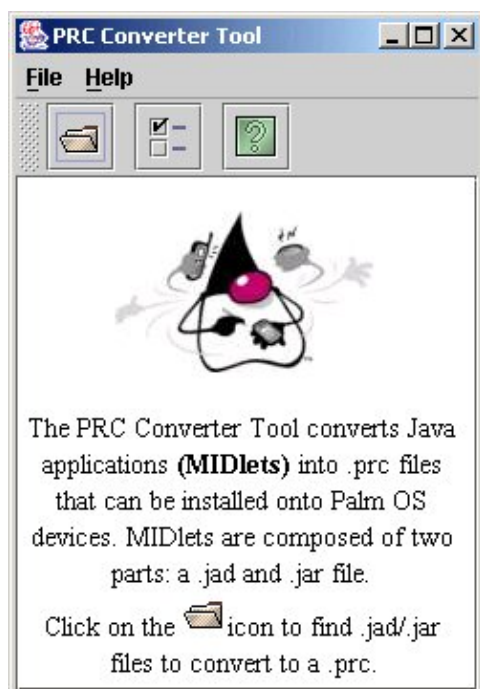 PRC Converter Tool
File Help
The PRC Converter Tool converts Java
applications (MIDlets) into .prc files
that can be installed onto Palm OS
devices. MIDlets are composed of two
parts: a .jad and .jar file.
Click on the icon to find .jad/.jar
files to convert to a .prc.